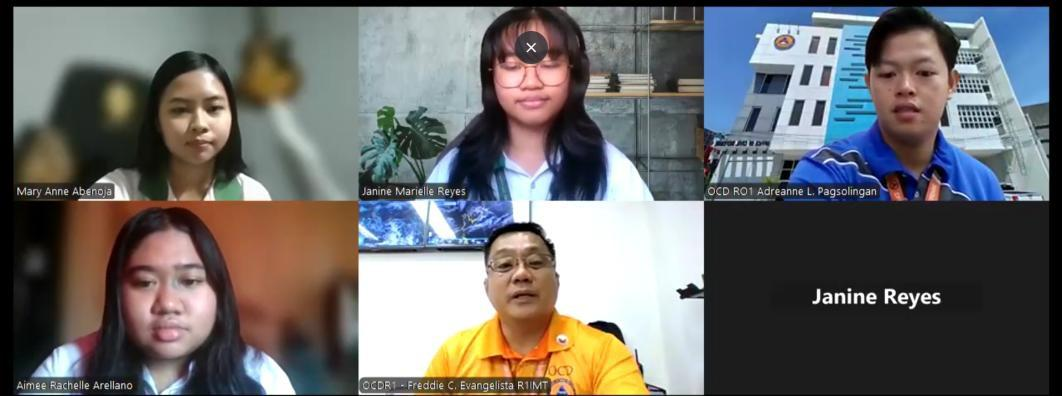 Mary Anne Abenoja
Janine Marielle Reyes
OCD RO1 Adreanne L. Pagsolingan
Aimee Rachelle Arellano
OCDR1 - Freddie C. Evangelista R1IMT
OCD
Janine Reyes